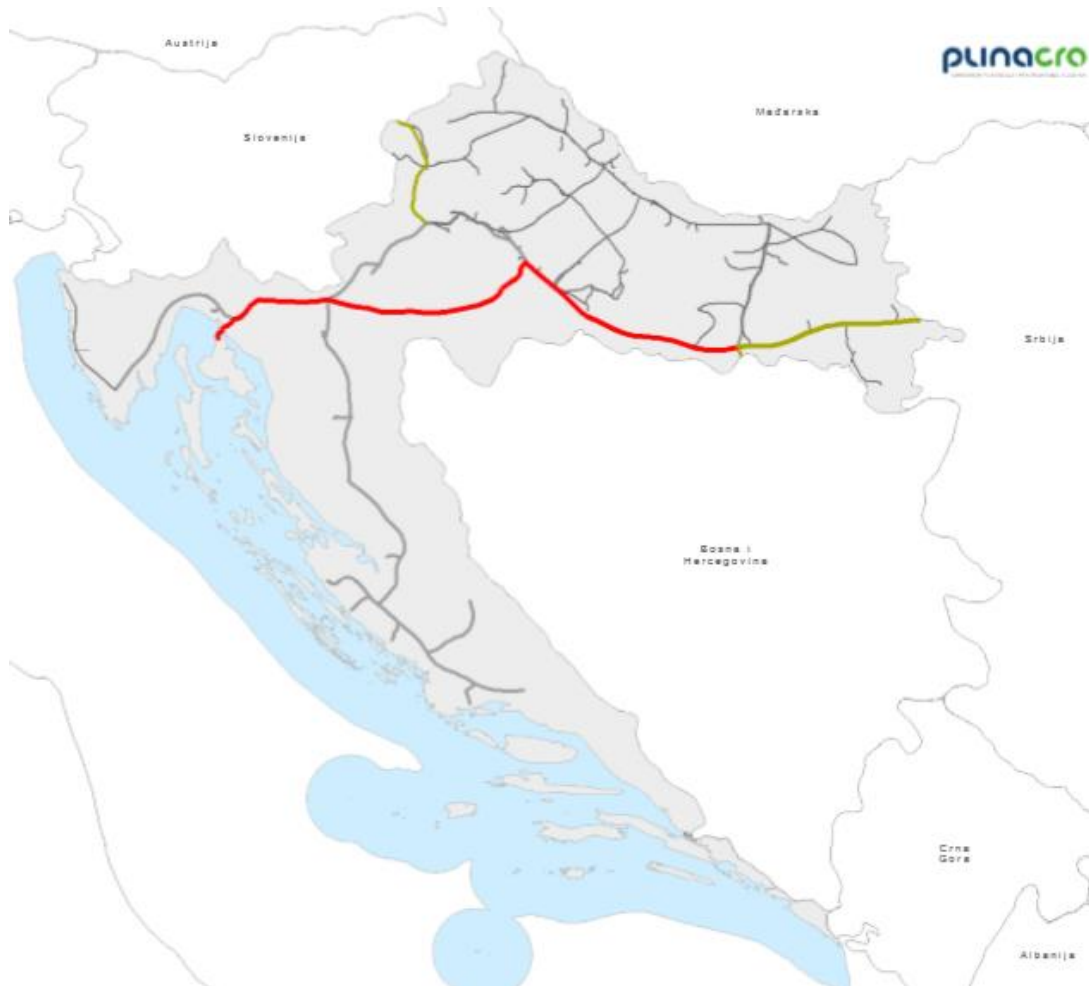 Austrija
PLINACRO
Slovenija
Mađarska
Srbija
Bosna i
Hercegovina
Crna
Gora
Albanija